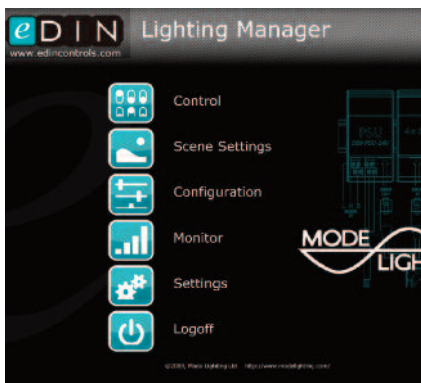 eDIN Lighting Manager
www.edincontrols.com
Control
Scene Settings
PSU
Configuration
Monitor
MODE
LIGH
Settings
Logoff
©2009, Mode Lighting Ltd http://www.modelighting.com/